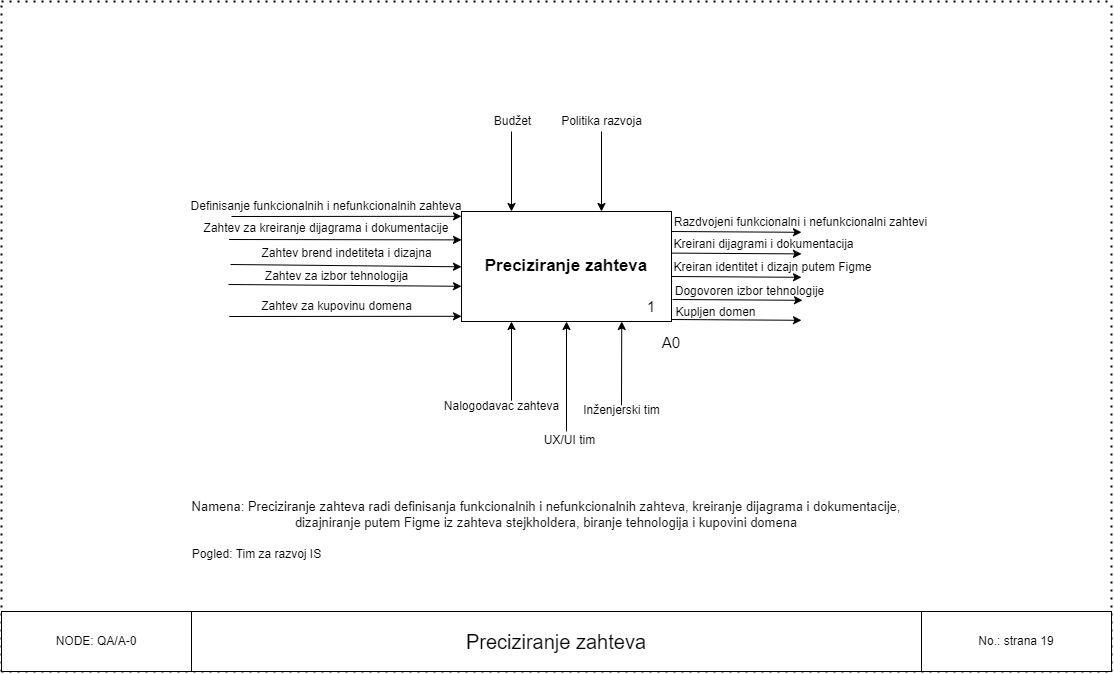 Budžet
Politika razvoja
Definisanje funkcionalnih i nefunkcionalnih zahteva
Zahtev za kreiranje dijagrama i dokumentacije
Zahtev brend indetiteta i dizajna
Zahtev za izbor tehnologija
Zahtev za kupovinu domena
Preciziranje zahteva
1
A0
Razdvojeni funkcionalni i nefunkcionalni zahtevi
Kreirani dijagrami i dokumentacija
Kreiran identitet i dizajn putem Figme
Dogovoren izbor tehnologije
Kupljen domen
Nalogodavac zahteva
UX/UI tim
Inženjerski tim
Namena: Preciziranje zahteva radi definisanja funkcionalnih i nefunkcionalnih zahteva, kreiranje dijagrama i dokumentacije,
dizajniranje putem Figme iz zahteva stejkholdera, biranje tehnologija i kupovini domena
Pogled: Tim za razvoj IS
NODE: QA/A-0
Preciziranje zahteva
No.: strana 19